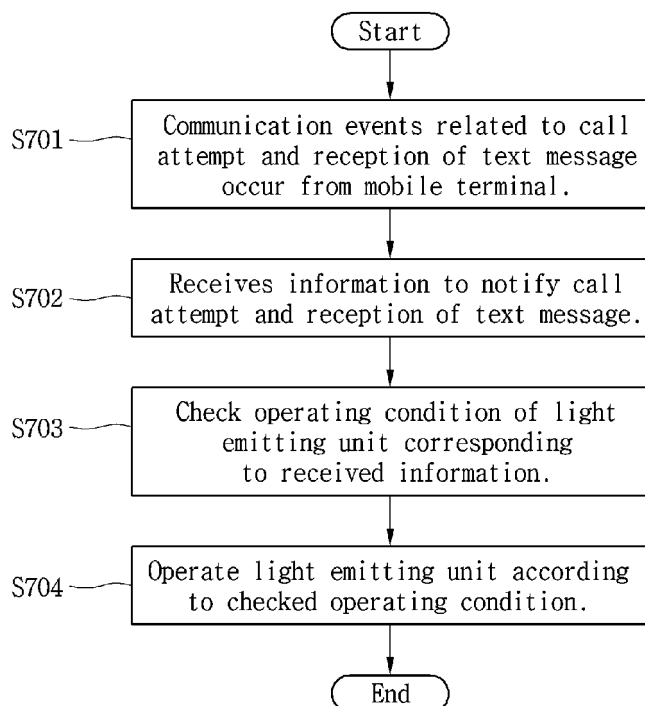 Start
S701
Communication events related to call
attempt and reception of text message
occur from mobile terminal.
S702
Receives information to notify call
attempt and reception of text message.
S703
Check operating condition of light
emitting unit corresponding
to received information.
S704
Operate light emitting unit according
to checked operating condition.
End